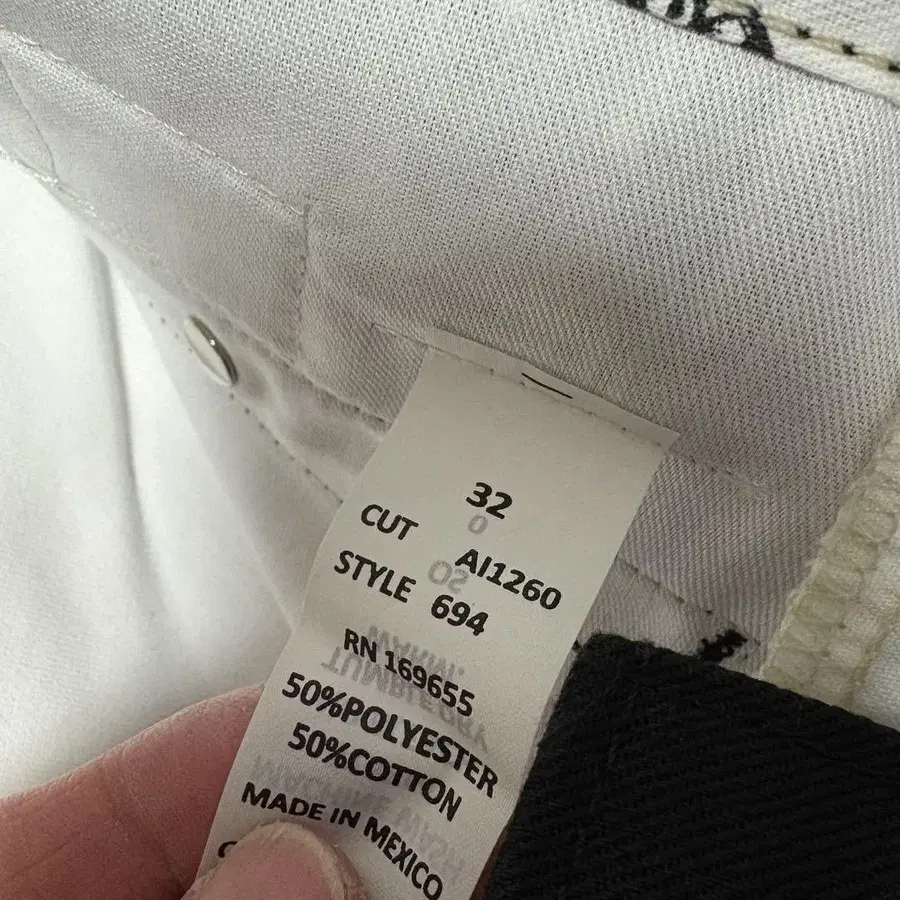 32
CUT AI1260
STYLE 694
RN 169655
50%POLYESTER
50%COTTON
MADE IN MEXICO